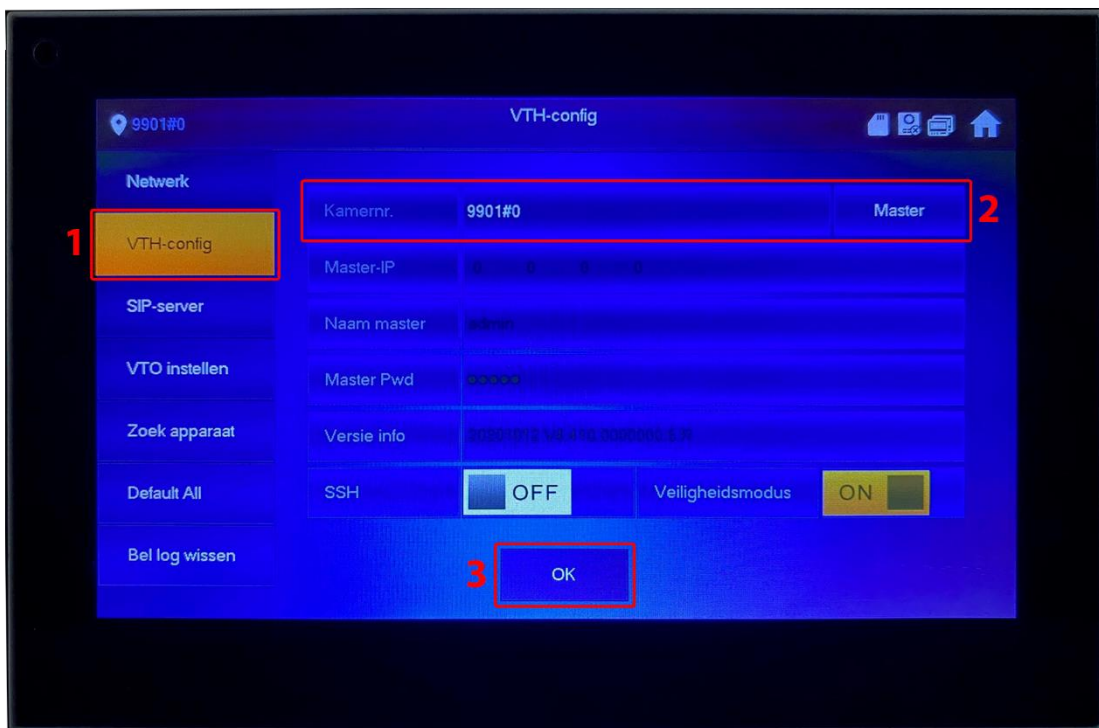 9901#0
VTH-config
Netwerk
1
VTH-config
SIP-server
VTO instellen
Zoek apparaat
Default All
Bel log wissen
Kamernr. 9901#0 Master
2
Master-IP 0 0 0 0
Naam master admin
Master Pwd
Versie info
SSH OFF Veiligheidsmodus ON
3
OK